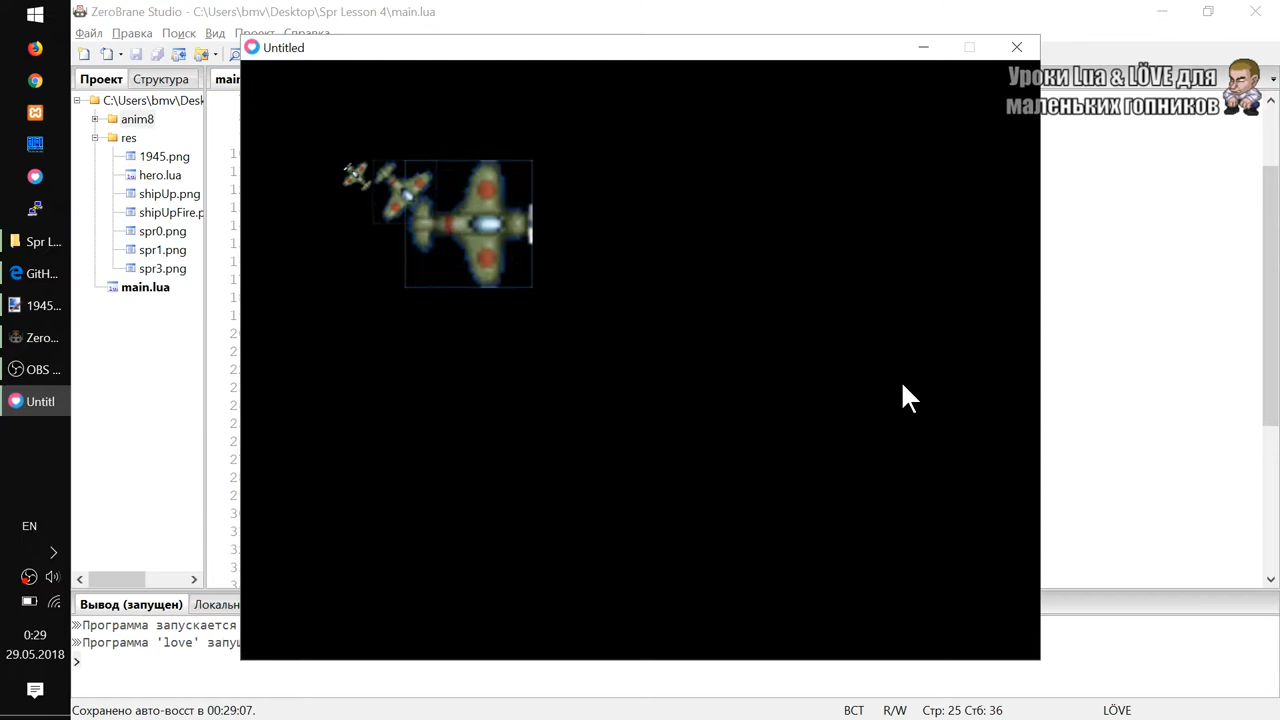 ZeroBrane Studio - C:\Users\bmv\Desktop\Spr Lesson 4\main.lua
Файл Правка Поиск Вид Проект Справка
Untitled
Проект Структура
Уроки Lua & LÖVE для
маленьких гопников
C:\Users\bmv\Desk
anim8
res
1945.png
hero.lua
shipUp.png
shipUpFire.p
spr0.png
spr1.png
spr3.png
main.lua
Spr L...
GitH...
1945...
Zero...
OBS ...
Untitl
EN
0:29
29.05.2018
Вывод (запущен) Локальн
Программа запускается
Программа 'love' запу
>
Сохранено авто-восст в 00:29:07.
ВСТ
R/W
Стр: 25 Стб: 36
LÖVE